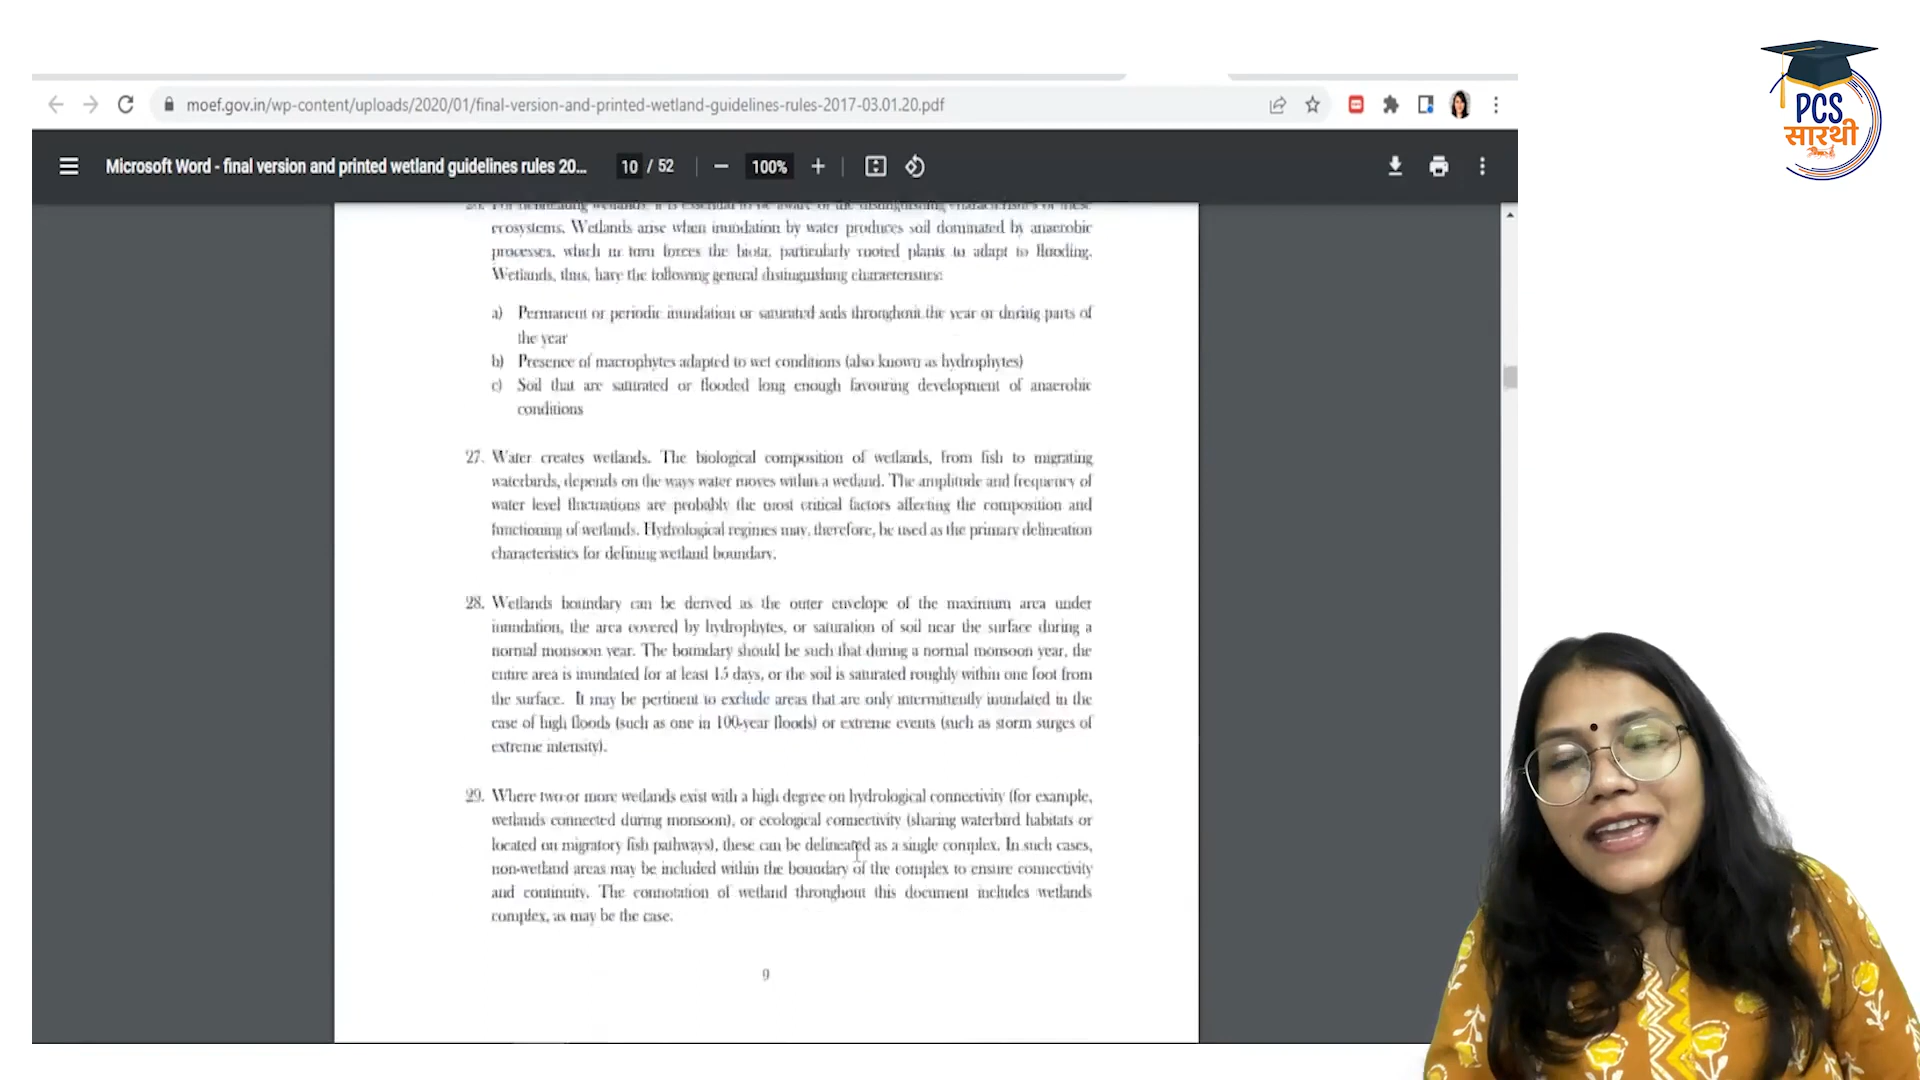 PCS
सारथी
moef.gov.in/wp-content/uploads/2020/01/final-version-and-printed-wetland-guidelines-rules-2017-03.01.20.pdf
Microsoft Word - final version and printed wetland guidelines rules 20... 10 / 52 100%
ecosystems. Wetlands arise when inundation by water produces soil dominated by anaerobic
processes, which in turn forces the biota, particularly rooted plants to adapt to flooding.
Wetlands, thus, have the following general distinguishing characteristics:
a) Permanent or periodic inundation or saturated soils throughout the year or during parts of
the year
b) Presence of macrophytes adapted to wet conditions (also known as hydrophytes)
c) Soil that are saturated or flooded long enough favouring development of anaerobic
conditions
27. Water creates wetlands. The biological composition of wetlands, from fish to migrating
waterbirds, depends on the ways water moves within a wetland. The amplitude and frequency of
water level fluctuations are probably the most critical factors affecting the composition and
functioning of wetlands. Hydrological regimes may, therefore, be used as the primary delineation
characteristics for defining wetland boundary.
28. Wetlands boundary can be derived as the outer envelope of the maximum area under
inundation, the area covered by hydrophytes, or saturation of soil near the surface during a
normal monsoon year. The boundary should be such that during a normal monsoon year, the
entire area is inundated for at least 15 days, or the soil is saturated roughly within one foot from
the surface. It may be pertinent to exclude areas that are only intermittently inundated in the
case of high floods (such as one in 100-year floods) or extreme events (such as storm surges of
extreme intensity).
29. Where two or more wetlands exist with a high degree on hydrological connectivity (for example,
wetlands connected during monsoon), or ecological connectivity (sharing waterbird habitats or
located on migratory fish pathways), these can be delineated as a single complex. In such cases,
non-wetland areas may be included within the boundary of the complex to ensure connectivity
and continuity. The connotation of wetland throughout this document includes wetlands
complex, as may be the case.
9